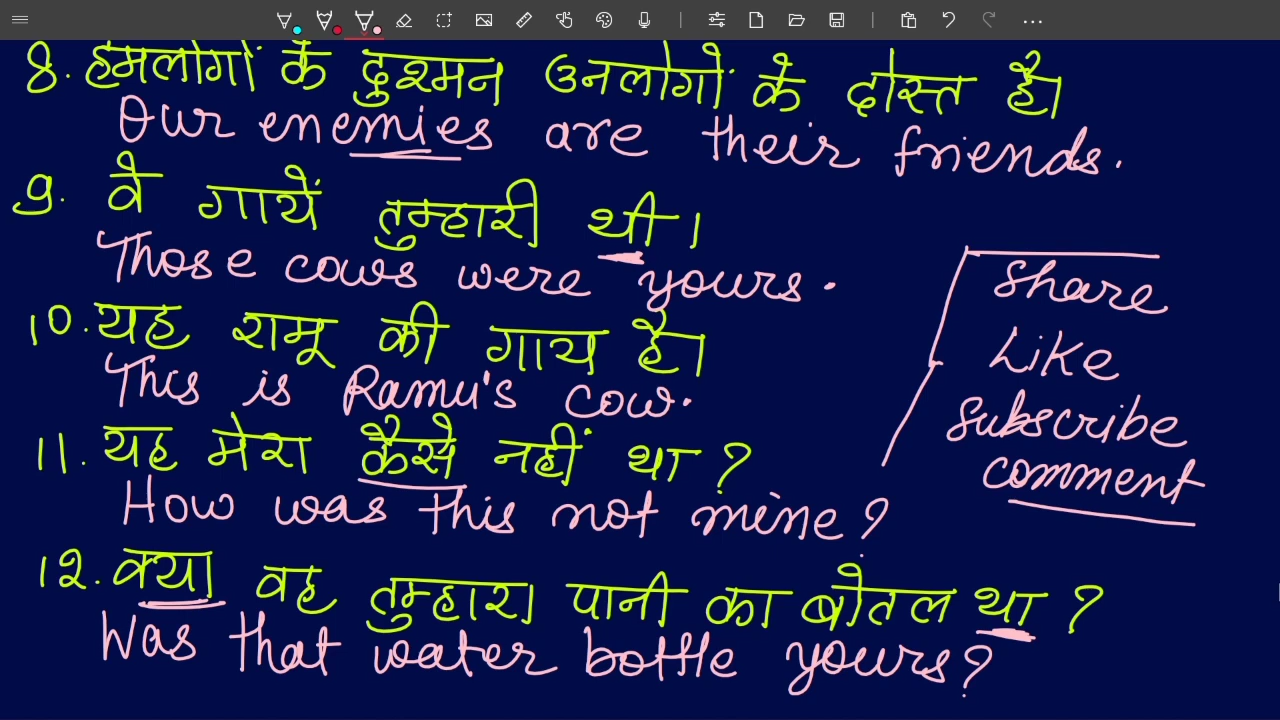 8. हमलोगों के दुश्मन उनलोगों के दोस्त है।
Our enemies are their friends.
9. वे गायें तुम्हारी थी।
Those cows were yours.
10. यह रामू की गाय है।
This is Ramu's cow.
11. यह मेरा कैसे नहीं था ?
How was this not mine ?
१२. क्या वह तुम्हारा पानी का बोतल था ?
Was that water bottle yours?
Share
Like
Subscribe
comment